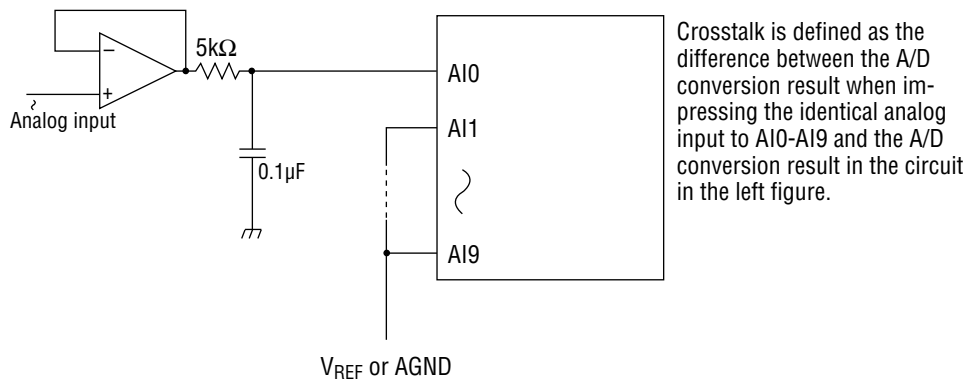 5kΩ
−
+
Analog input
0.1µF
AI0
AI1
AI9
VREF or AGND
Crosstalk is defined as the
difference between the A/D
conversion result when im-
pressing the identical analog
input to AI0-AI9 and the A/D
conversion result in the circuit
in the left figure.